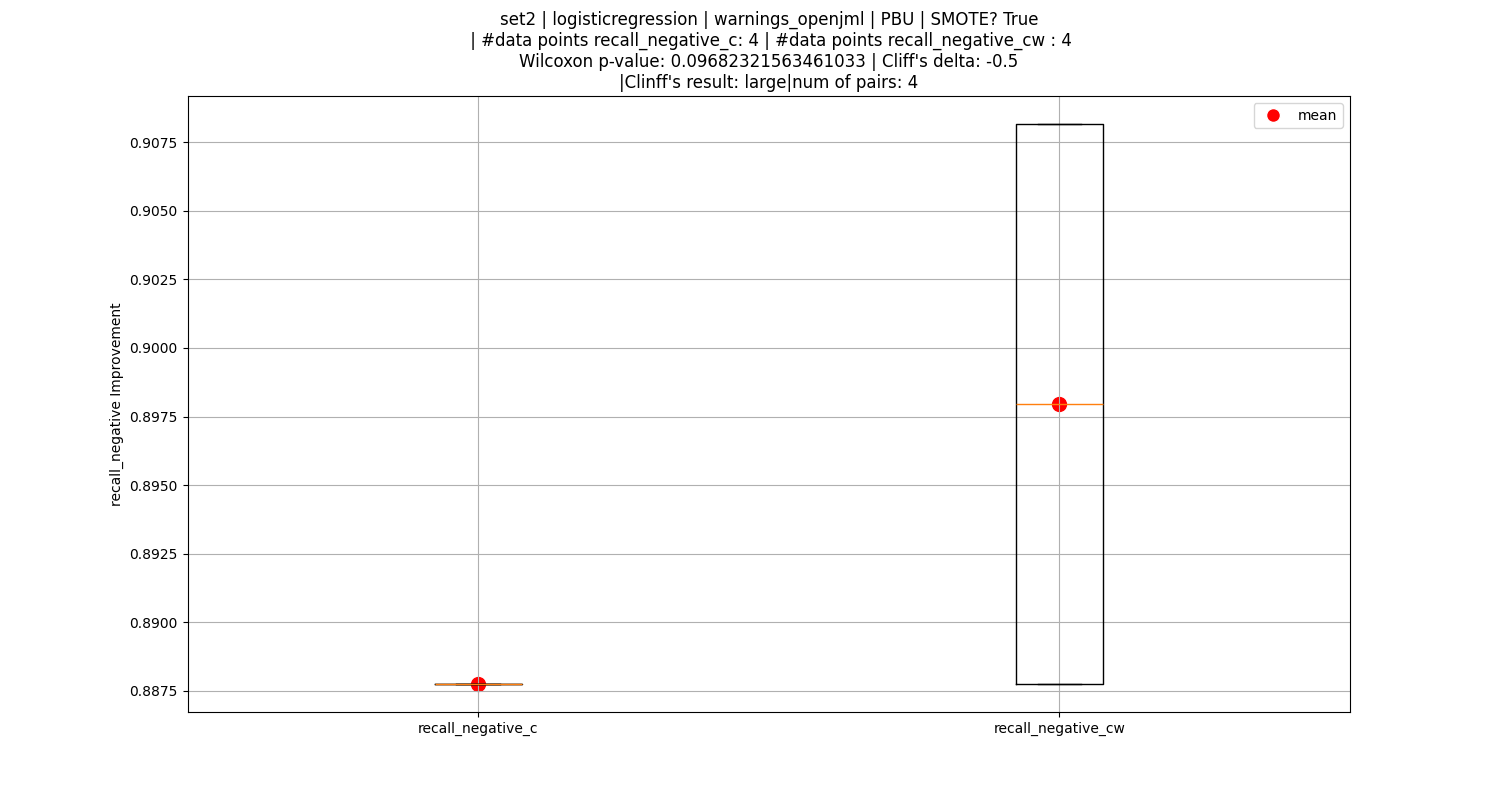 set2 | logisticregression | warnings_openjml | PBU | SMOTE? True
| #data points recall_negative_c: 4 | #data points recall_negative_cw : 4
Wilcoxon p-value: 0.09682321563461033 | Cliff's delta: -0.5
|Clinff's result: large|num of pairs: 4
mean
0.9075
0.9050
0.9025
0.9000
0.8975
0.8950
0.8925
0.8900
0.8875
recall_negative Improvement
recall_negative_c
recall_negative_cw